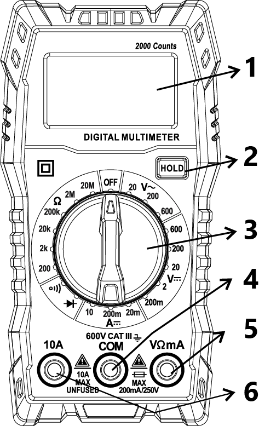 2000 Counts
1
DIGITAL MULTIMETER
HOLD
2
OFF
20 V~
200
600
600
200
20
V⎓
2
200m
20m
200m
A⎓
10
200
2k
20k
200k
Ω
2M
20M
3
4
600V CAT III
10A
COM
VΩmA
10A
MAX
UNFUSED
MAX
200mA/250V
5
6